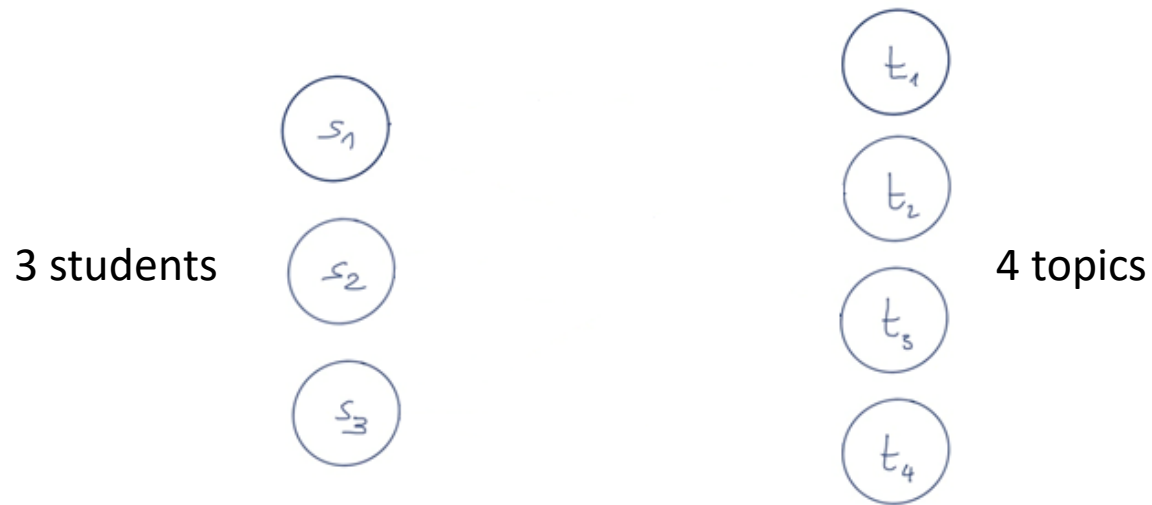 3 students
s₁
s₂
s₃
t₁
t₂
t₃
t₄
4 topics